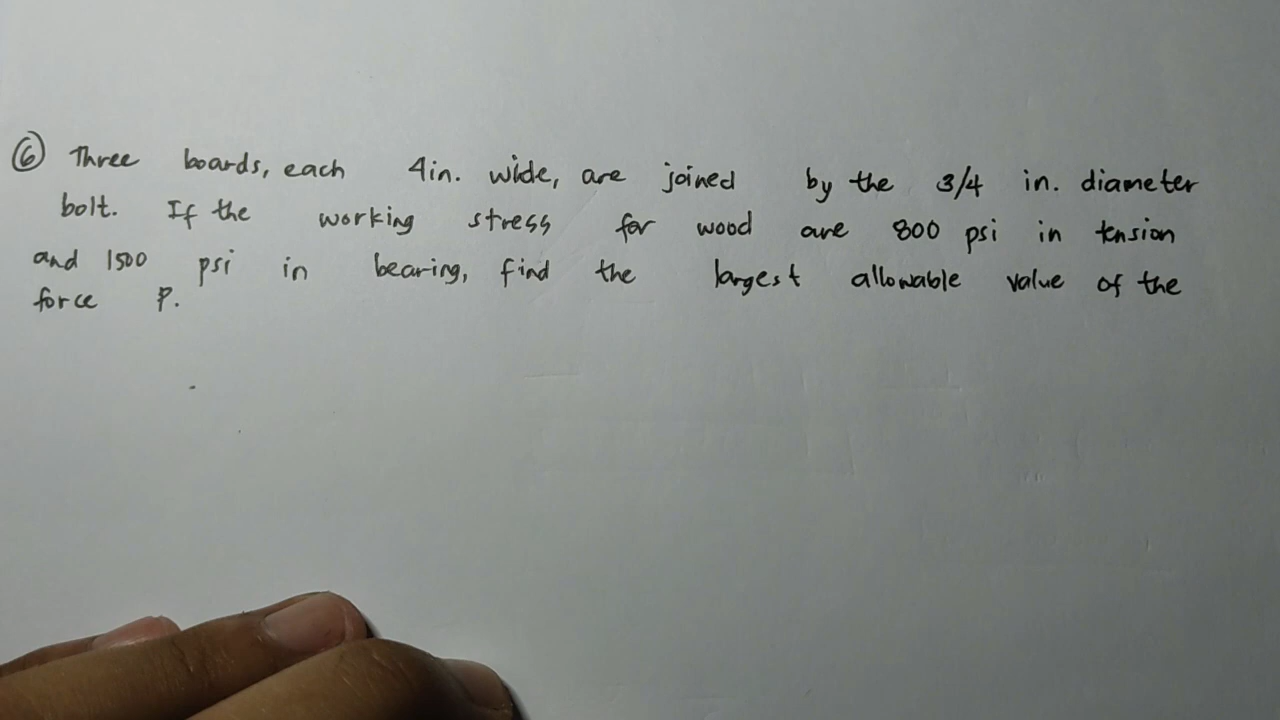 ⑥ Three boards, each 4in. wide, are joined by the 3/4 in. diameter
bolt. If the working stress for wood are 800 psi in tension
and 1500 psi in bearing, find the largest allowable value of the
force P.